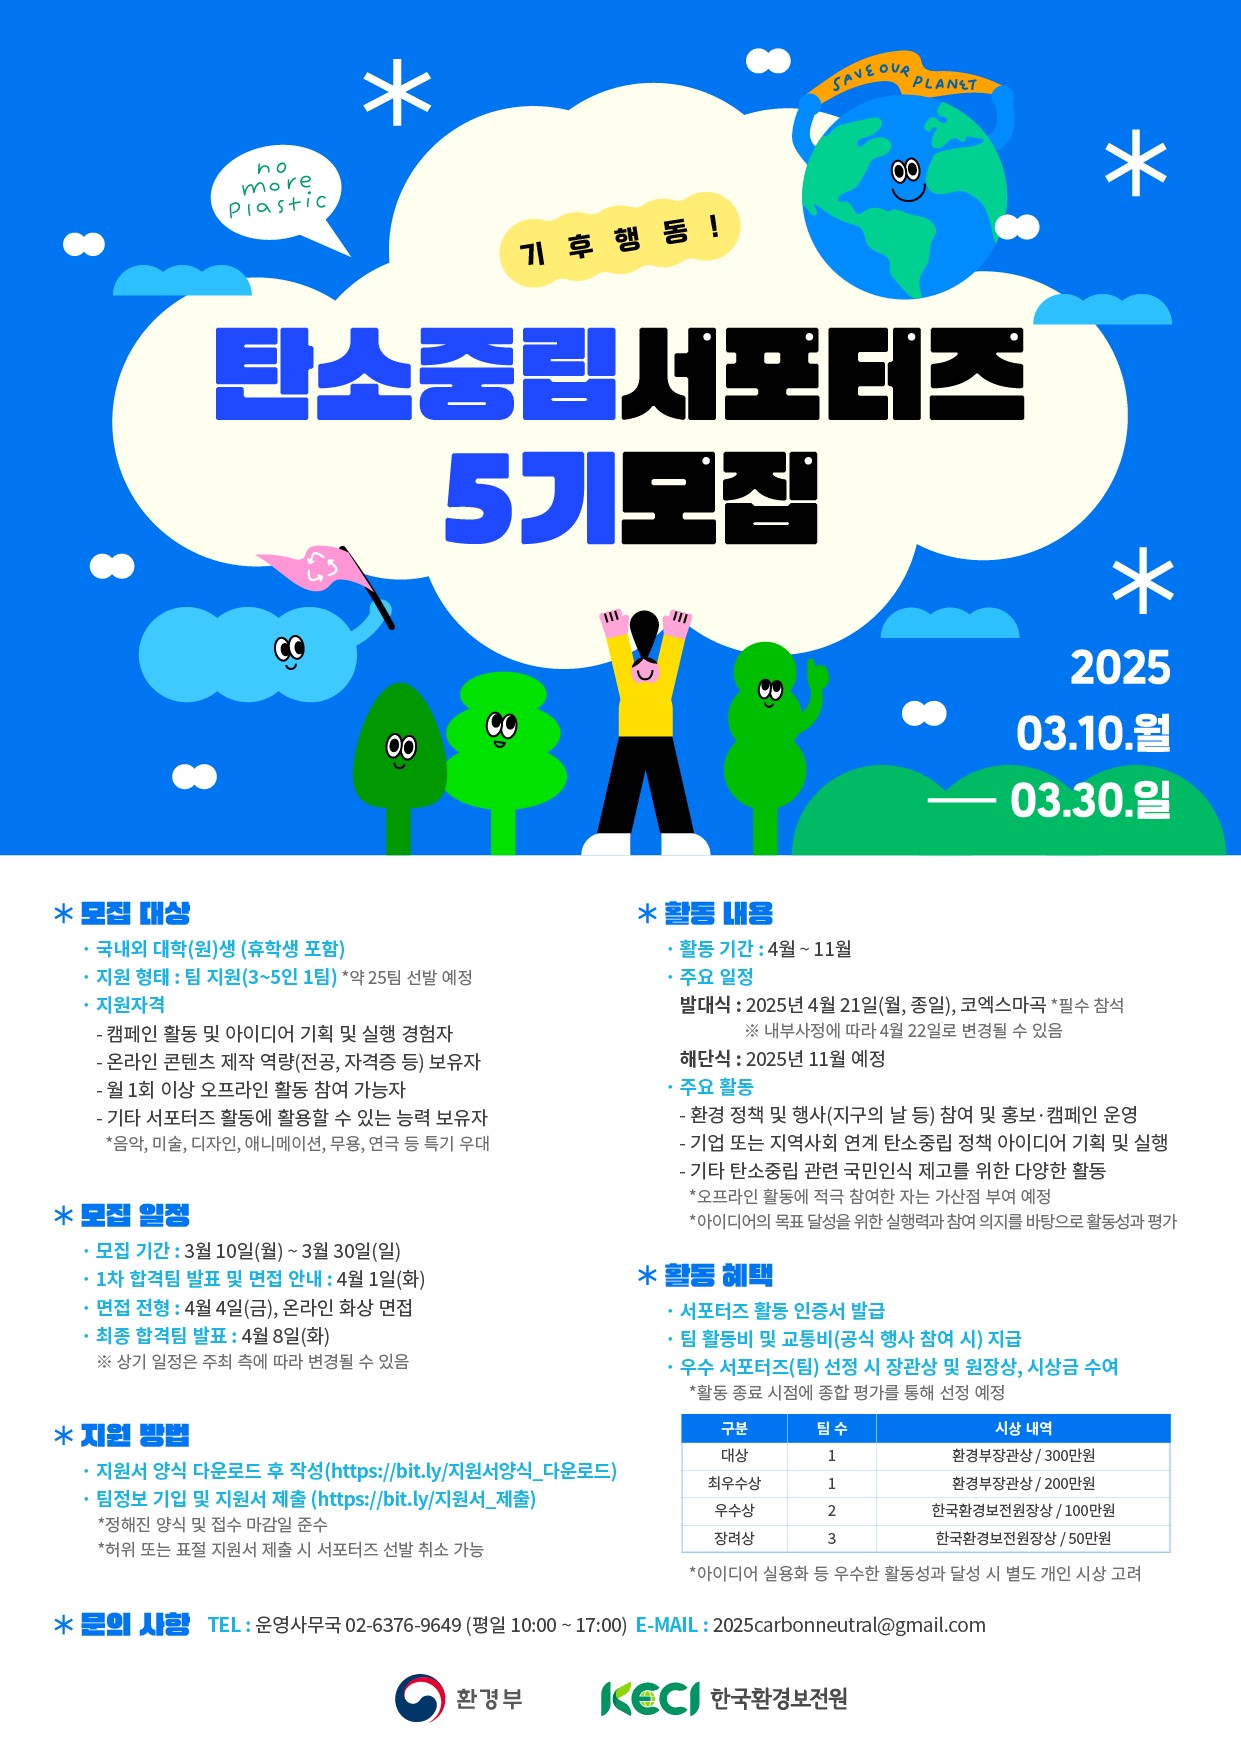 SAVE OUR PLANET
no
more
Plastic
기후행동!
탄소중립서포터즈
5기모집
2025
03.10.월
— 03.30.일
* 모집 대상
· 국내외 대학(원)생 (휴학생 포함)
· 지원 형태 : 팀 지원(3~5인 1팀) *약 25팀 선발 예정
· 지원자격
- 캠페인 활동 및 아이디어 기획 및 실행 경험자
- 온라인 콘텐츠 제작 역량(전공, 자격증 등) 보유자
- 월 1회 이상 오프라인 활동 참여 가능자
- 기타 서포터즈 활동에 활용할 수 있는 능력 보유자
*음악, 미술, 디자인, 애니메이션, 무용, 연극 등 특기 우대
* 모집 일정
· 모집 기간 : 3월 10일(월) ~ 3월 30일(일)
· 1차 합격팀 발표 및 면접 안내 : 4월 1일(화)
· 면접 전형 : 4월 4일(금), 온라인 화상 면접
· 최종 합격팀 발표 : 4월 8일(화)
※ 상기 일정은 주최 측에 따라 변경될 수 있음
* 지원 방법
· 지원서 양식 다운로드 후 작성(https://bit.ly/지원서양식_다운로드)
· 팀정보 기입 및 지원서 제출 (https://bit.ly/지원서_제출)
*정해진 양식 및 접수 마감일 준수
*허위 또는 표절 지원서 제출 시 서포터즈 선발 취소 가능
* 활동 내용
· 활동 기간 : 4월 ~ 11월
· 주요 일정
발대식 : 2025년 4월 21일(월, 종일), 코엑스마곡 *필수 참석
※ 내부사정에 따라 4월 22일로 변경될 수 있음
해단식 : 2025년 11월 예정
· 주요 활동
- 환경 정책 및 행사(지구의 날 등) 참여 및 홍보·캠페인 운영
- 기업 또는 지역사회 연계 탄소중립 정책 아이디어 기획 및 실행
- 기타 탄소중립 관련 국민인식 제고를 위한 다양한 활동
*오프라인 활동에 적극 참여한 자는 가산점 부여 예정
*아이디어의 목표 달성을 위한 실행력과 참여 의지를 바탕으로 활동성과 평가
* 활동 혜택
· 서포터즈 활동 인증서 발급
· 팀 활동비 및 교통비(공식 행사 참여 시) 지급
· 우수 서포터즈(팀) 선정 시 장관상 및 원장상, 시상금 수여
*활동 종료 시점에 종합 평가를 통해 선정 예정
구분 팀 수 시상 내역
대상 1 환경부장관상 / 300만원
최우수상 1 환경부장관상 / 200만원
우수상 2 한국환경보전원장상 / 100만원
장려상 3 한국환경보전원장상 / 50만원
*아이디어 실용화 등 우수한 활동성과 달성 시 별도 개인 시상 고려
* 문의 사항 TEL : 운영사무국 02-6376-9649 (평일 10:00 ~ 17:00) E-MAIL : 2025carbonneutral@gmail.com
환경부 KECI 한국환경보전원